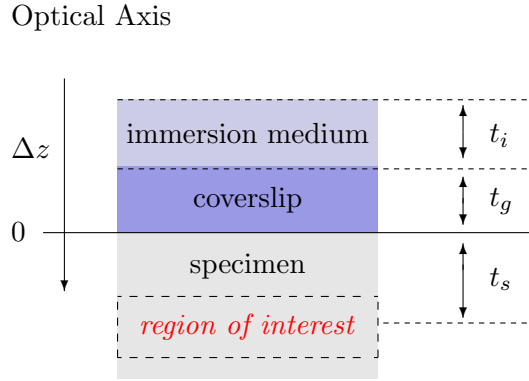 Optical Axis
immersion medium
t_i
Δz
coverslip
t_g
0
specimen
t_s
region of interest